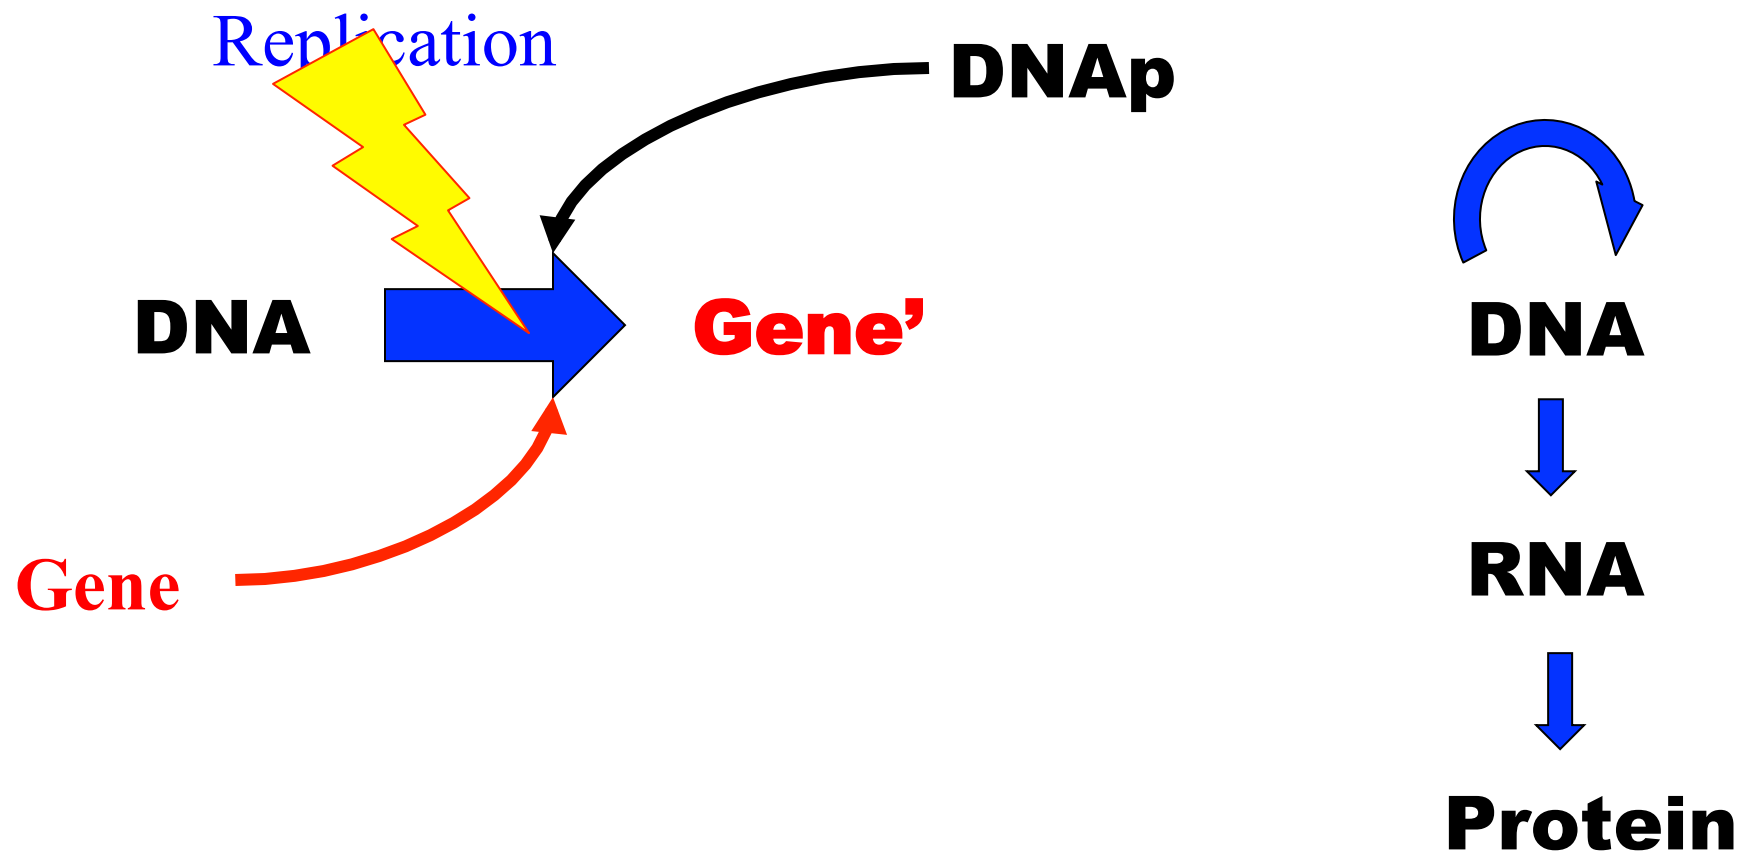 Replication
DNAp
DNA
Gene’
Gene
DNA
RNA
Protein